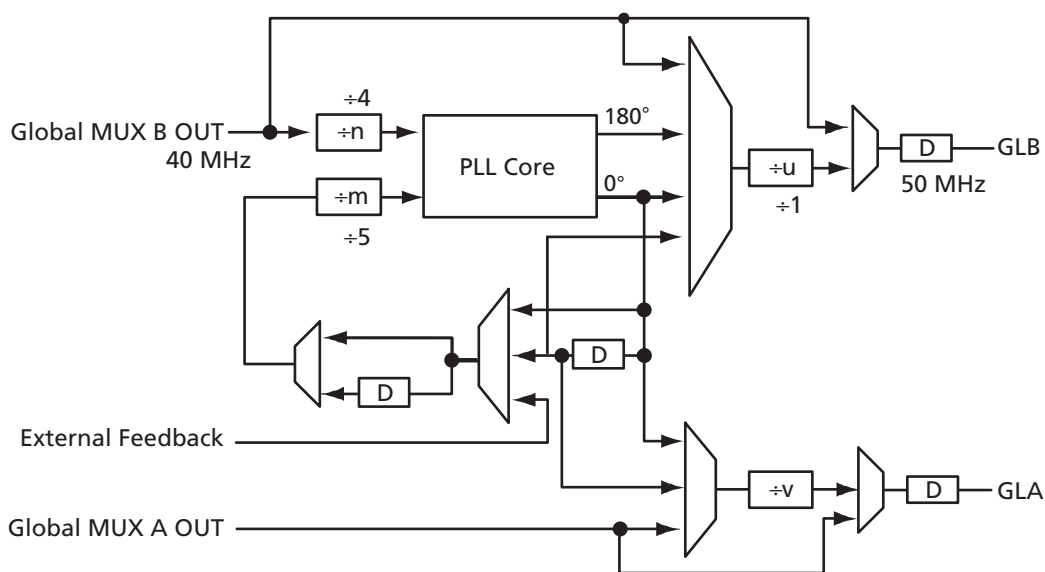 ÷4
Global MUX B OUT
÷n
180°
PLL Core
40 MHz
÷m
0°
÷5
÷u
÷1
D
GLB
50 MHz
D
D
External Feedback
÷v
D
GLA
Global MUX A OUT